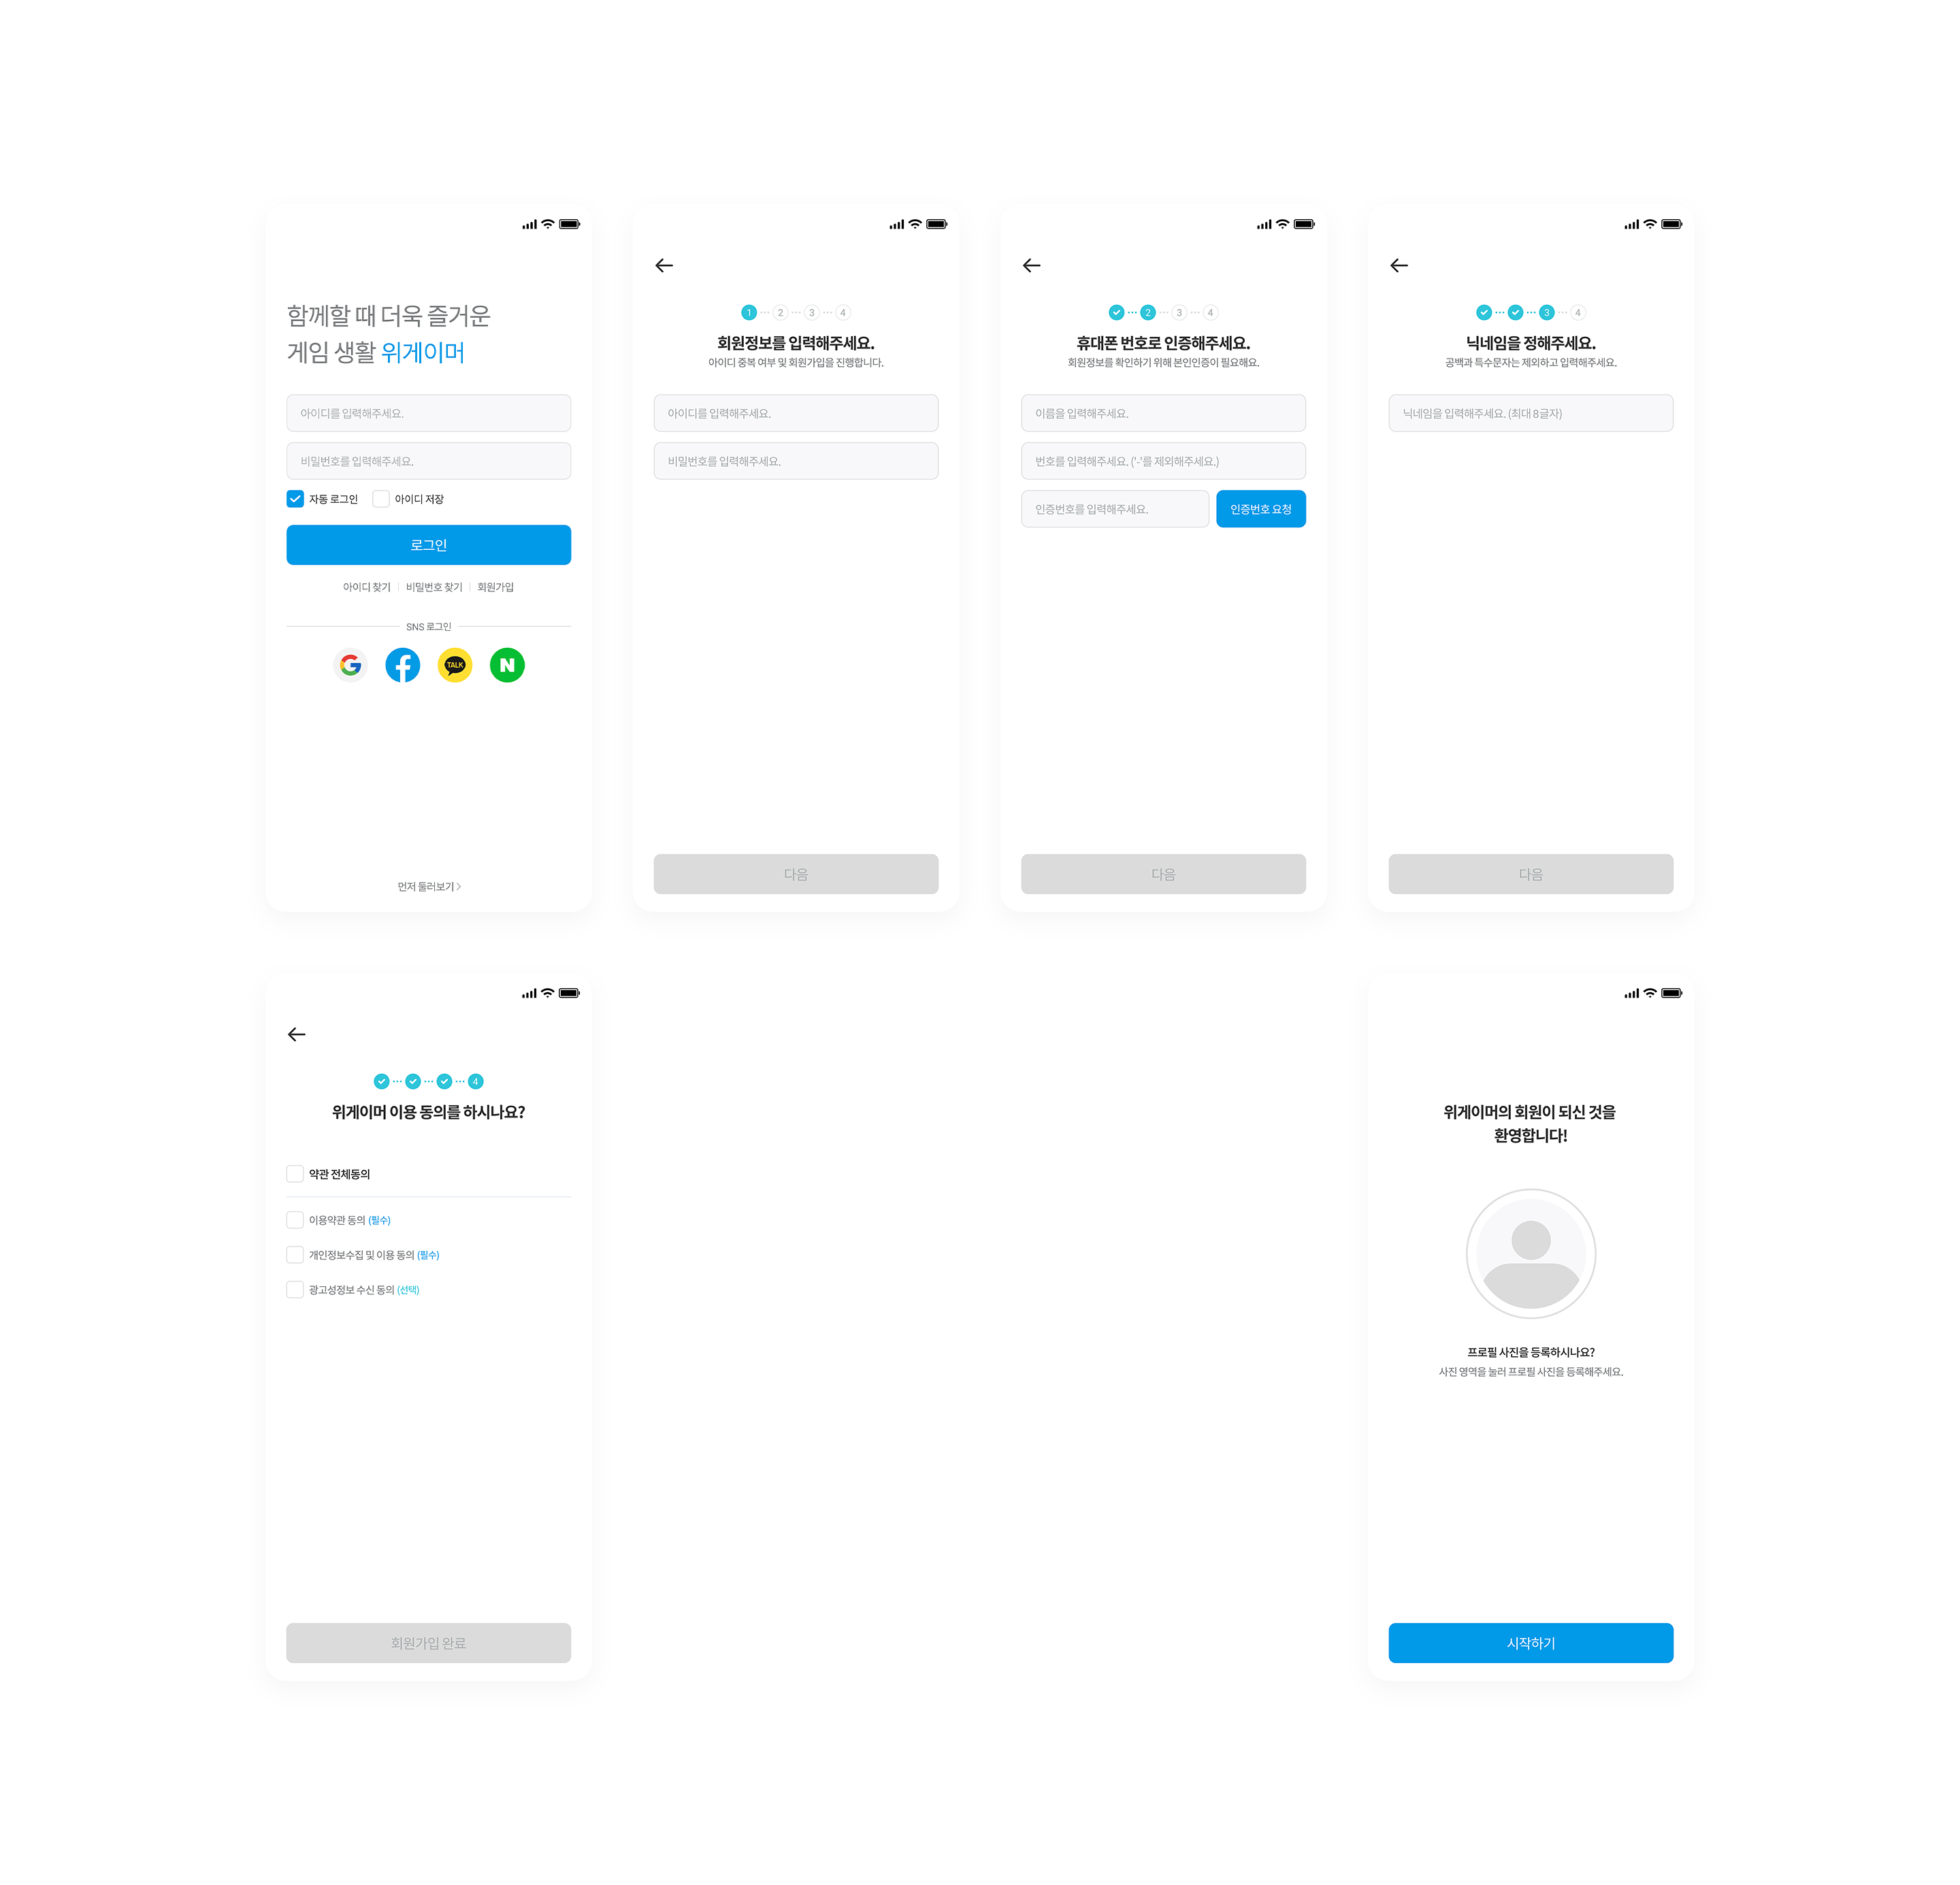 함께할 때 더욱 즐거운
게임 생활 위게이머
아이디를 입력해주세요.
비밀번호를 입력해주세요.
자동 로그인 아이디 저장
로그인
아이디 찾기 | 비밀번호 찾기 | 회원가입
SNS 로그인
G f TALK N
먼저 둘러보기 >
1 ··· 2 ··· 3 ··· 4
회원정보를 입력해주세요.
아이디 중복 여부 및 회원가입을 진행합니다.
아이디를 입력해주세요.
비밀번호를 입력해주세요.
다음
2 ··· 3 ··· 4
휴대폰 번호로 인증해주세요.
회원정보를 확인하기 위해 본인인증이 필요해요.
이름을 입력해주세요.
번호를 입력해주세요. ('-'를 제외해주세요.)
인증번호를 입력해주세요. 인증번호 요청
다음
3 ··· 4
닉네임을 정해주세요.
공백과 특수문자는 제외하고 입력해주세요.
닉네임을 입력해주세요. (최대 8글자)
다음
4
위게이머 이용 동의를 하시나요?
약관 전체동의
이용약관 동의 (필수)
개인정보수집 및 이용 동의 (필수)
광고성정보 수신 동의 (선택)
회원가입 완료
위게이머의 회원이 되신 것을
환영합니다!
프로필 사진을 등록하시나요?
사진 영역을 눌러 프로필 사진을 등록해주세요.
시작하기